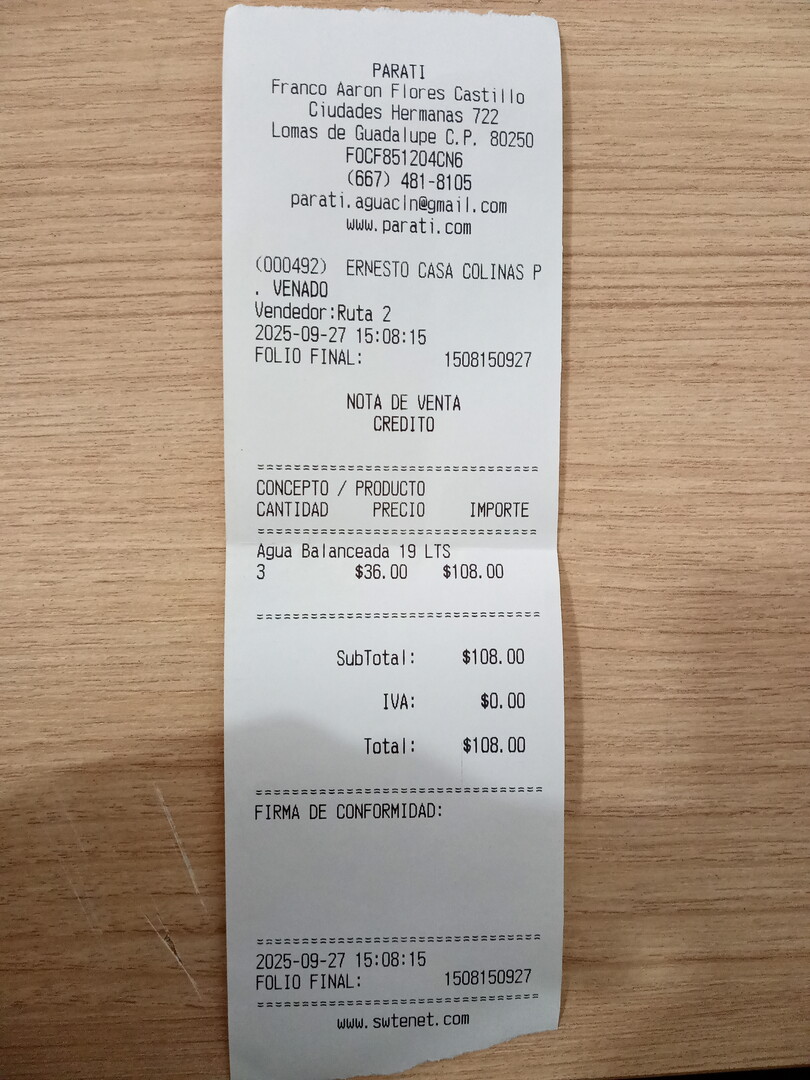 PARATI
Franco Aaron Flores Castillo
Ciudades Hermanas 722
Lomas de Guadalupe C.P. 80250
FOCF851204CN6
(667) 481-8105
parati.aguacln@gmail.com
www.parati.com
(000492) ERNESTO CASA COLINAS P
. VENADO
Vendedor:Ruta 2
2025-09-27 15:08:15
FOLIO FINAL: 1508150927
NOTA DE VENTA
CREDITO
===============================
CONCEPTO / PRODUCTO
CANTIDAD PRECIO IMPORTE
===============================
Agua Balanceada 19 LTS
3 $36.00 $108.00
===============================
SubTotal: $108.00
IVA: $0.00
Total: $108.00
===============================
FIRMA DE CONFORMIDAD:
===============================
2025-09-27 15:08:15
FOLIO FINAL: 1508150927
===============================
www.swtenet.com